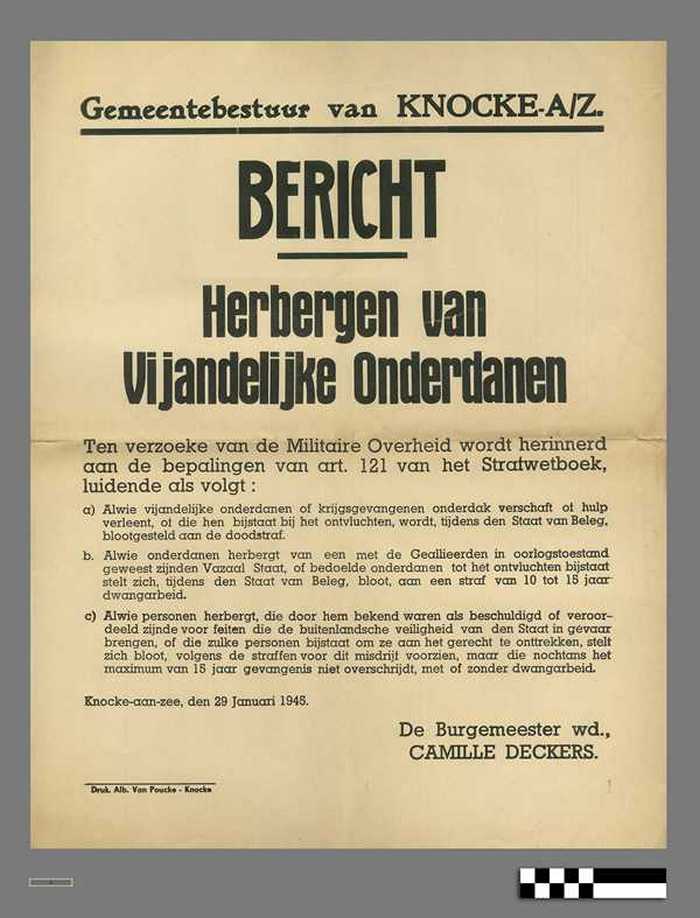 Gemeentebestuur van KNOCKE-A/Z.
BERICHT
Herbergen van
Vijandelijke Onderdanen
Ten verzoeke van de Militaire Overheid wordt herinnerd
aan de bepalingen van art. 121 van het Strafwetboek,
luidende als volgt :
a) Alwie vijandelijke onderdanen of krijgsgevangenen onderdak verschaft of hulp
verleent, of die hen bijstaat bij het ontvluchten, wordt, tijdens den Staat van Beleg,
blootgesteld aan de doodstraf.
b. Alwie onderdanen herbergt van een met de Geallieerden in oorlogstoestand
geweest zijnden Vazaal Staat, of bedoelde onderdanen tot het ontvluchten bijstaat
stelt zich, tijdens den Staat van Beleg, bloot, aan een straf van 10 tot 15 jaar
dwangarbeid.
c) Alwie personen herbergt, die door hem bekend waren als beschuldigd of veroor-
deeld zijnde voor feiten die de buitenlandsche veiligheid van den Staat in gevaar
brengen, of die zulke personen bijstaat om ze aan het gerecht te onttrekken, stelt
zich bloot, volgens de straffen voor dit misdrijf voorzien, maar die nochtans het
maximum van 15 jaar gevangenis niet overschrijdt, met of zonder dwangarbeid.
Knocke-aan-zee, den 29 Januari 1945.
De Burgemeester wd.,
CAMILLE DECKERS.
Druk. Alb. Van Poucke - Knocke